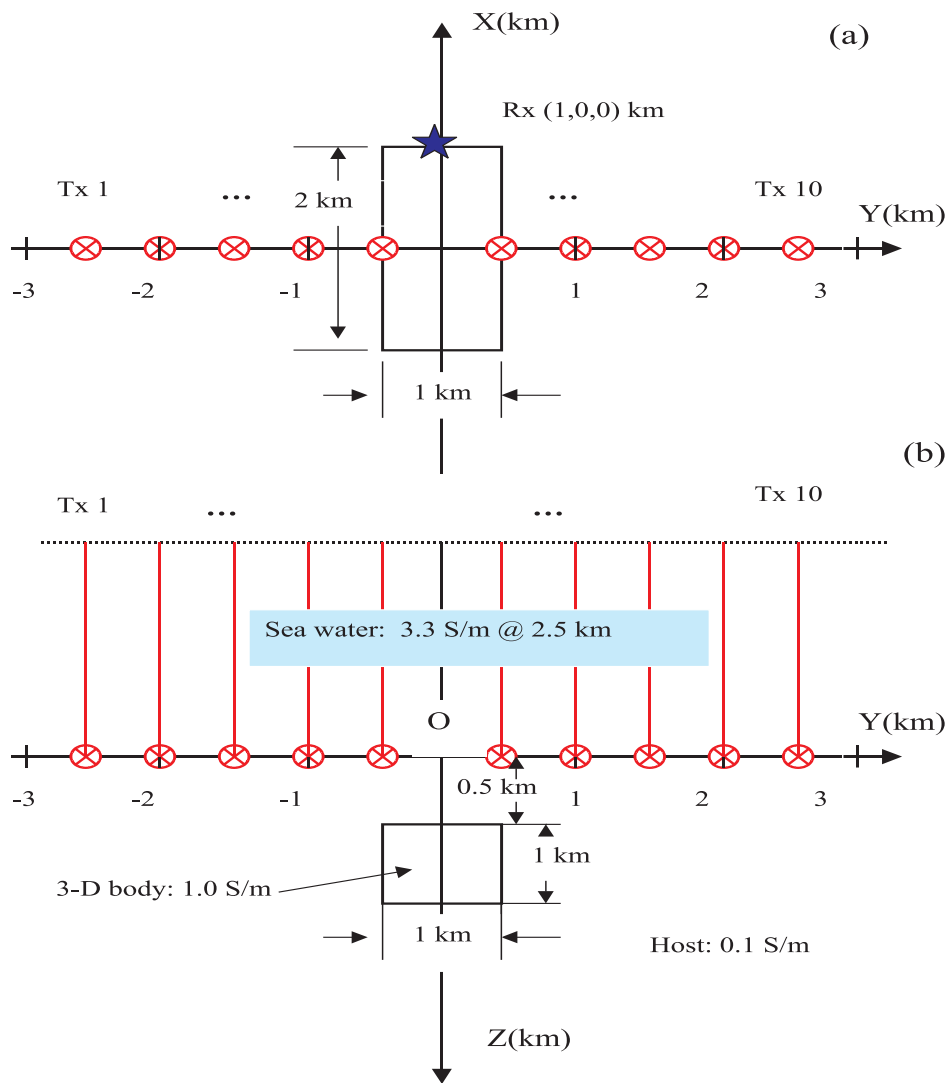 X(km)
(a)
Rx (1,0,0) km
Tx 1
...
2 km
...
Tx 10
Y(km)
-3
-2
-1
1
2
3
1 km
(b)
Tx 1
...
...
Tx 10
Sea water: 3.3 S/m @ 2.5 km
O
Y(km)
-3
-2
-1
0.5 km
1
2
3
1 km
3-D body: 1.0 S/m
1 km
Host: 0.1 S/m
Z(km)